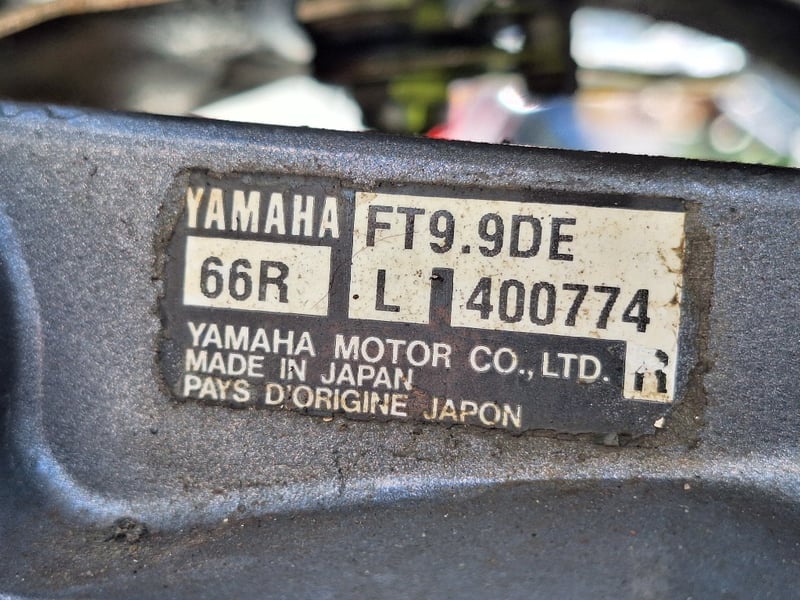 YAMAHA FT9.9DE
66R L 400774
YAMAHA MOTOR CO., LTD.
MADE IN JAPAN R
PAYS D'ORIGINE JAPON